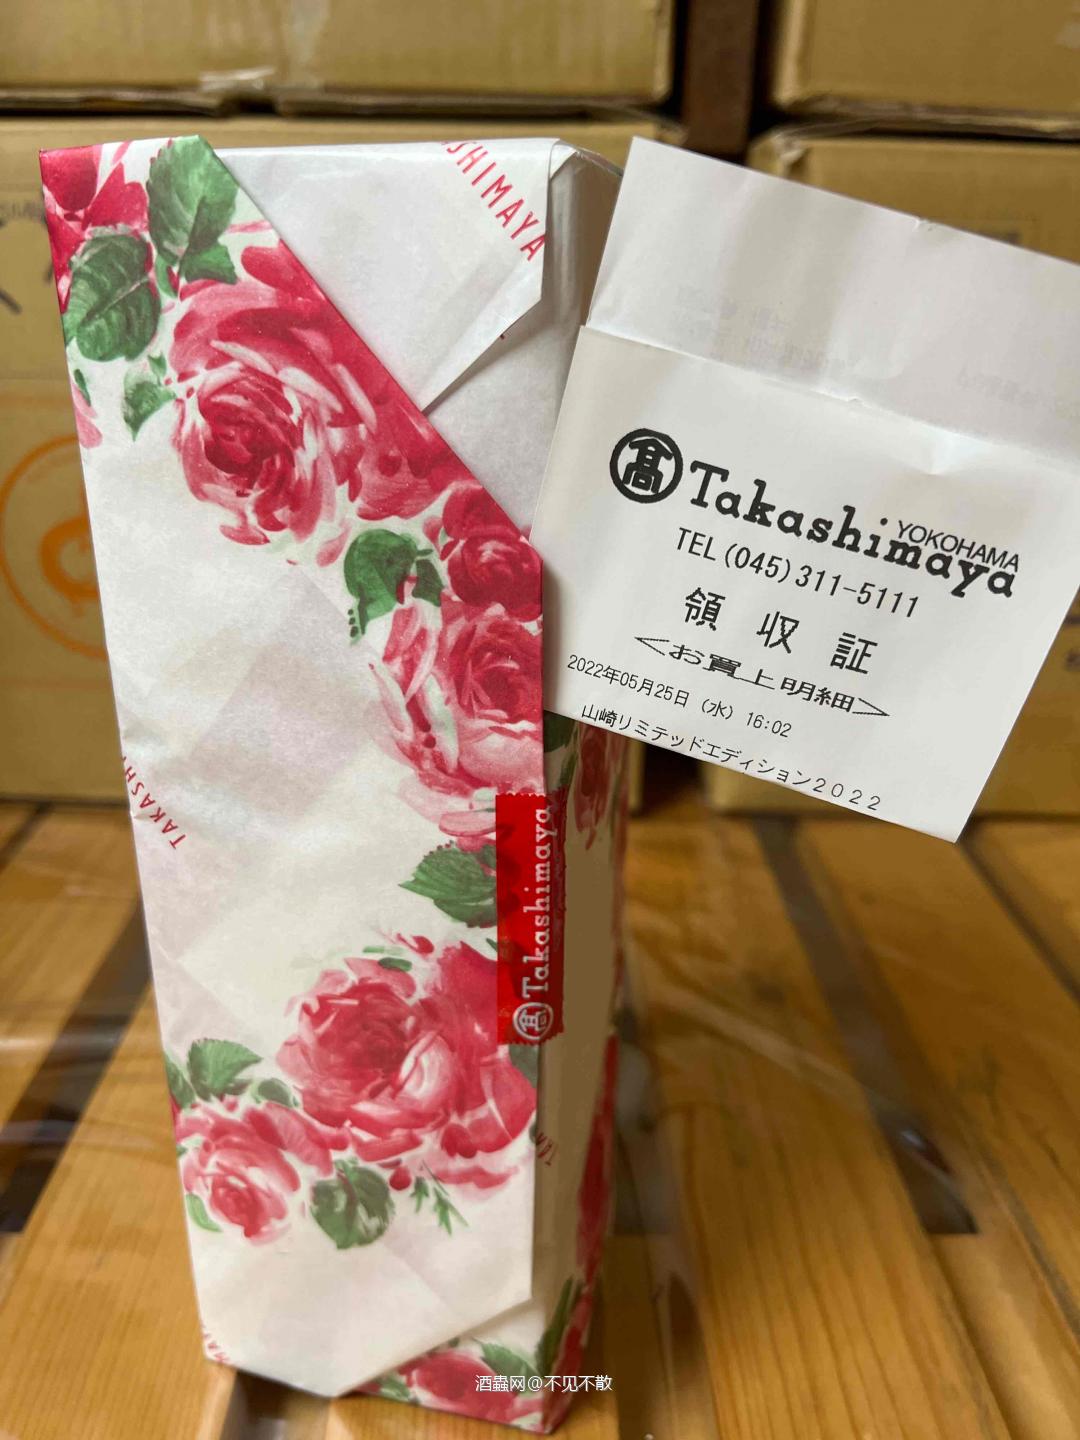 SHIMAYA
高 Takashimaya
YOKOHAMA
TEL (045) 311-5111
領 収 証
<お買上明細>
2022年05月25日 (水) 16:02
山崎リミテッドエディション2022
TAKASHI
髙 Takashimaya
酒蟲网@不见不散